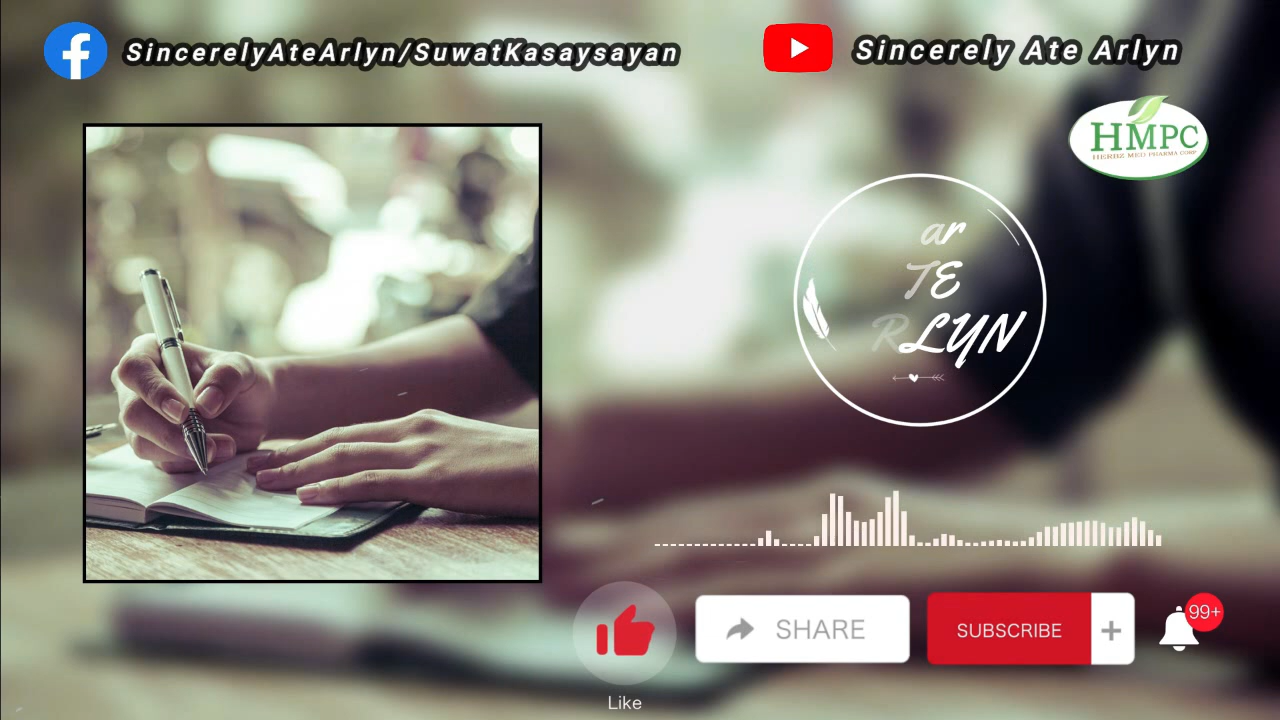 SincerelyAteArlyn/SuwatKasaysayan
Sincerely Ate Arlyn
HMPC
HERBZ MED PHARMA CORP
ar
TE
RLYN
SHARE
SUBSCRIBE
+
99+
Like